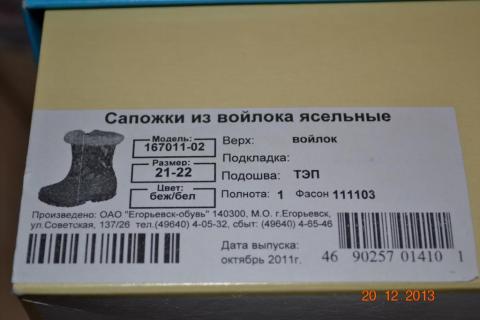 Сапожки из войлока ясельные
Модель:
167011-02
Размер:
21-22
Цвет:
беж/бел
Верх: войлок
Подкладка:
Подошва: ТЭП
Полнота: 1 Фасон 111103
Произведено: ОАО "Егорьевск-обувь" 140300, М.О. г.Егорьевск,
ул.Советская, 137/26 тел.(49640) 4-05-32, сбыт: (49640) 4-65-46
Дата выпуска:
октябрь 2011г.
46 90257 01410 1
20 12 2013